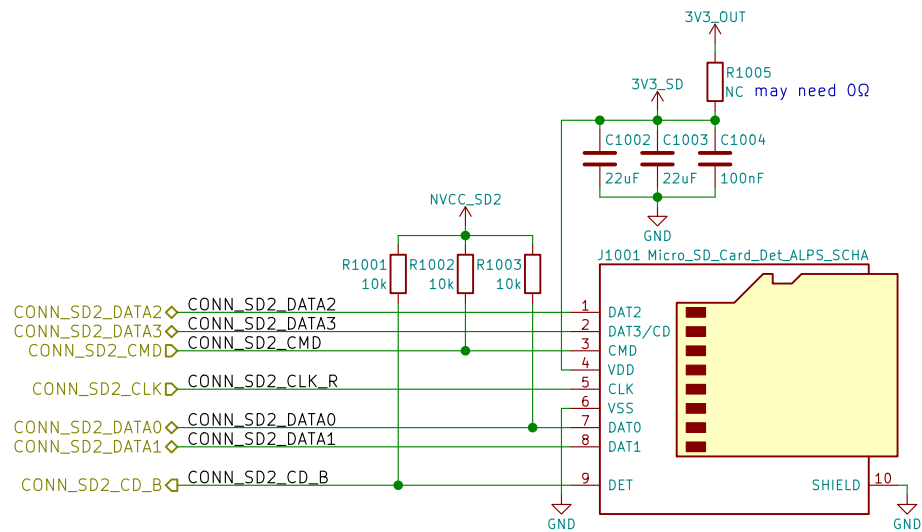 3V3_OUT
R1005
NC may need 0Ω
3V3_SD
C1002 C1003 C1004
22uF 22uF 100nF
GND
NVCC_SD2
R1001 R1002 R1003
10k 10k 10k
J1001 Micro_SD_Card_Det_ALPS_SCHA
CONN_SD2_DATA2 CONN_SD2_DATA2 1 DAT2
CONN_SD2_DATA3 CONN_SD2_DATA3 2 DAT3/CD
CONN_SD2_CMD CONN_SD2_CMD 3 CMD
4 VDD
CONN_SD2_CLK CONN_SD2_CLK_R 5 CLK
6 VSS
CONN_SD2_DATA0 CONN_SD2_DATA0 7 DAT0
CONN_SD2_DATA1 CONN_SD2_DATA1 8 DAT1
CONN_SD2_CD_B CONN_SD2_CD_B 9 DET SHIELD 10
GND GND